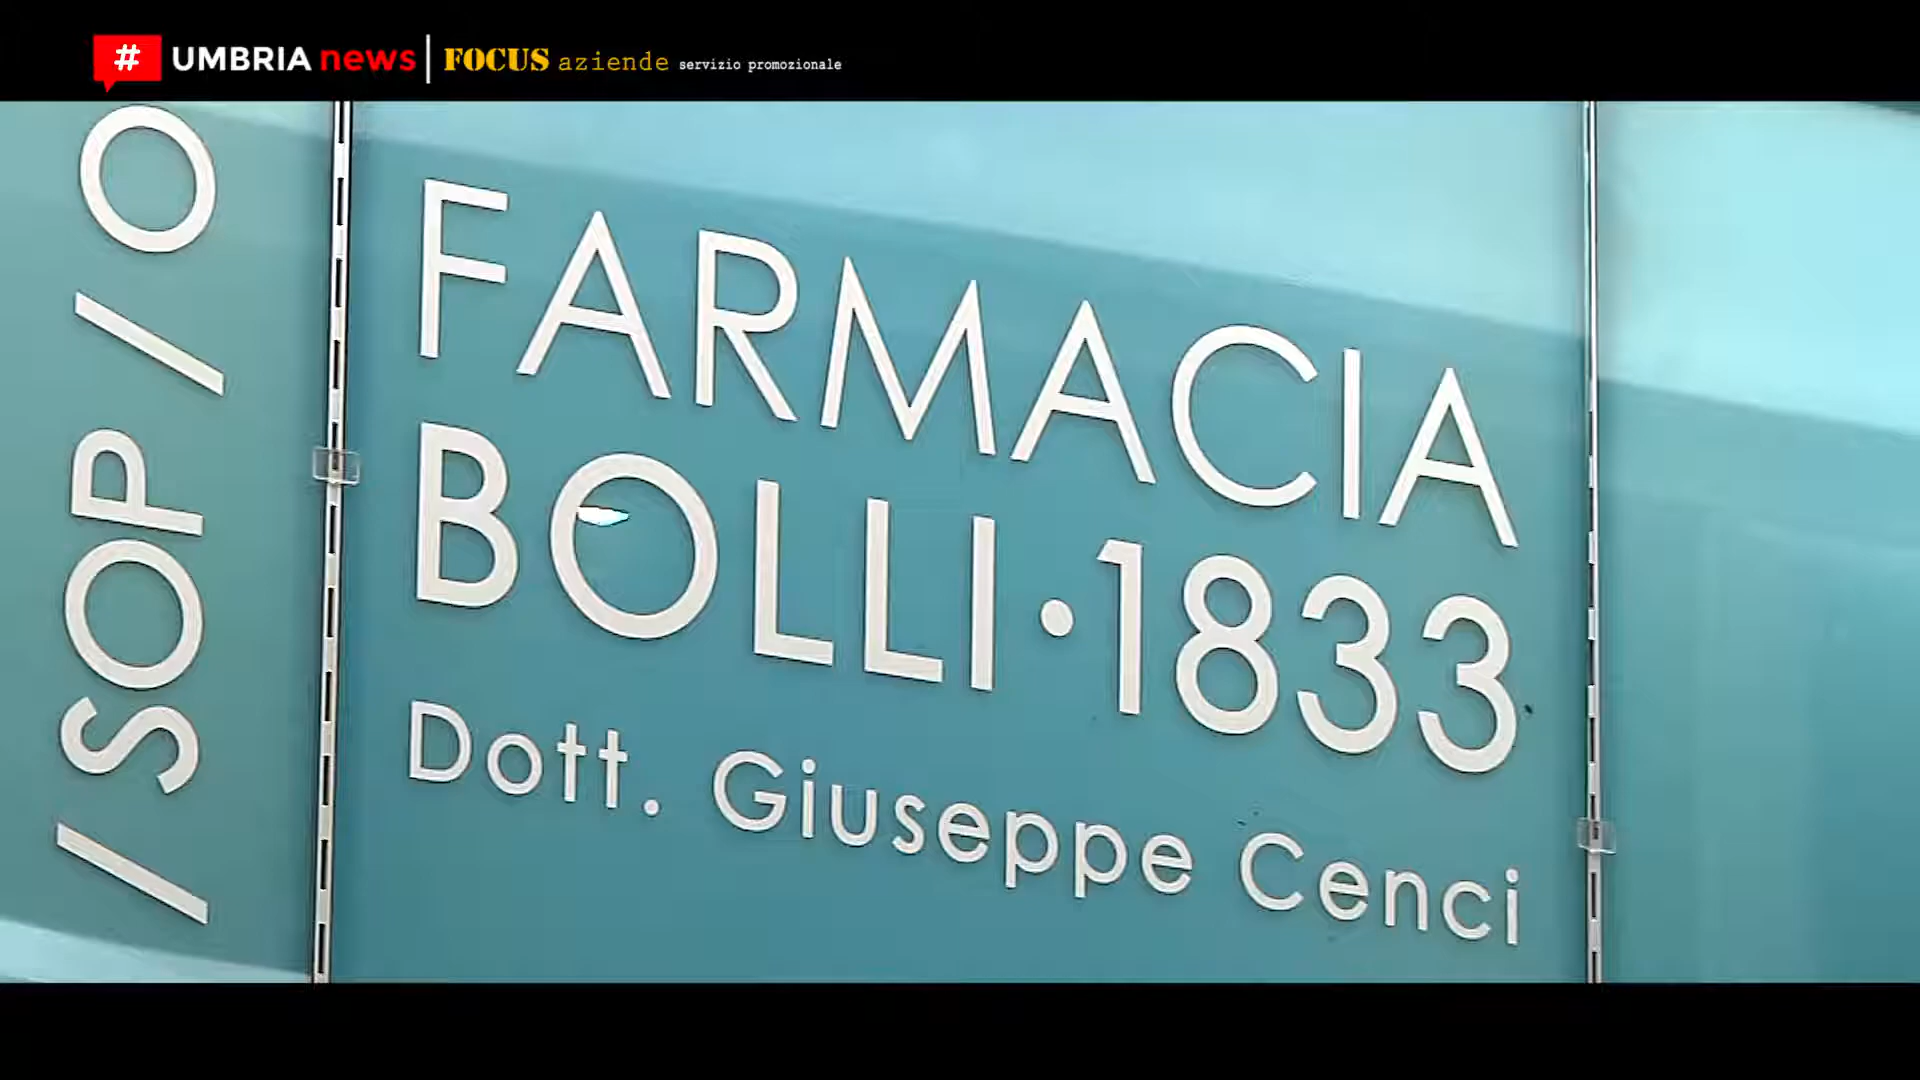 # UMBRIA news FOCUS aziende servizio promozionale
/ SOP / O
FARMACIA
BOLLI•1833
Dott. Giuseppe Cenci